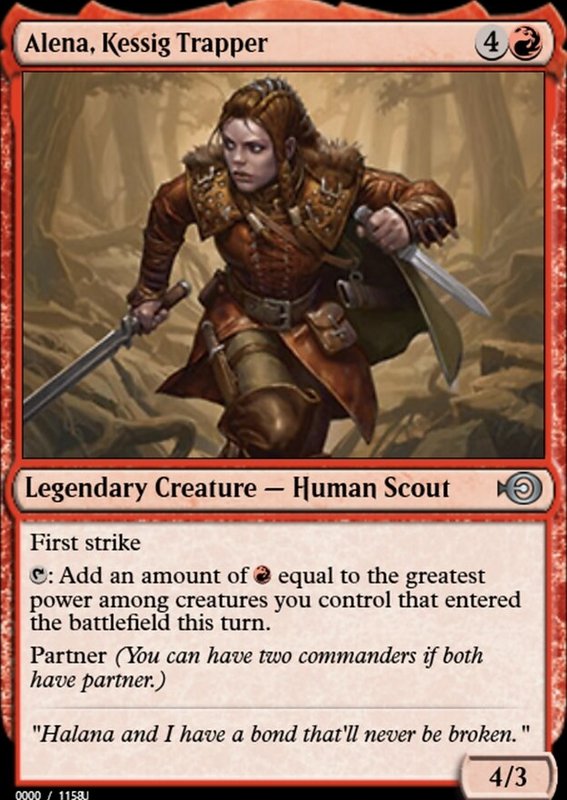 Alena, Kessig Trapper 4
Legendary Creature — Human Scout
First strike
: Add an amount of equal to the greatest
power among creatures you control that entered
the battlefield this turn.
Partner (You can have two commanders if both
have partner.)
"Halana and I have a bond that'll never be broken."
4/3
0000 / 1158U